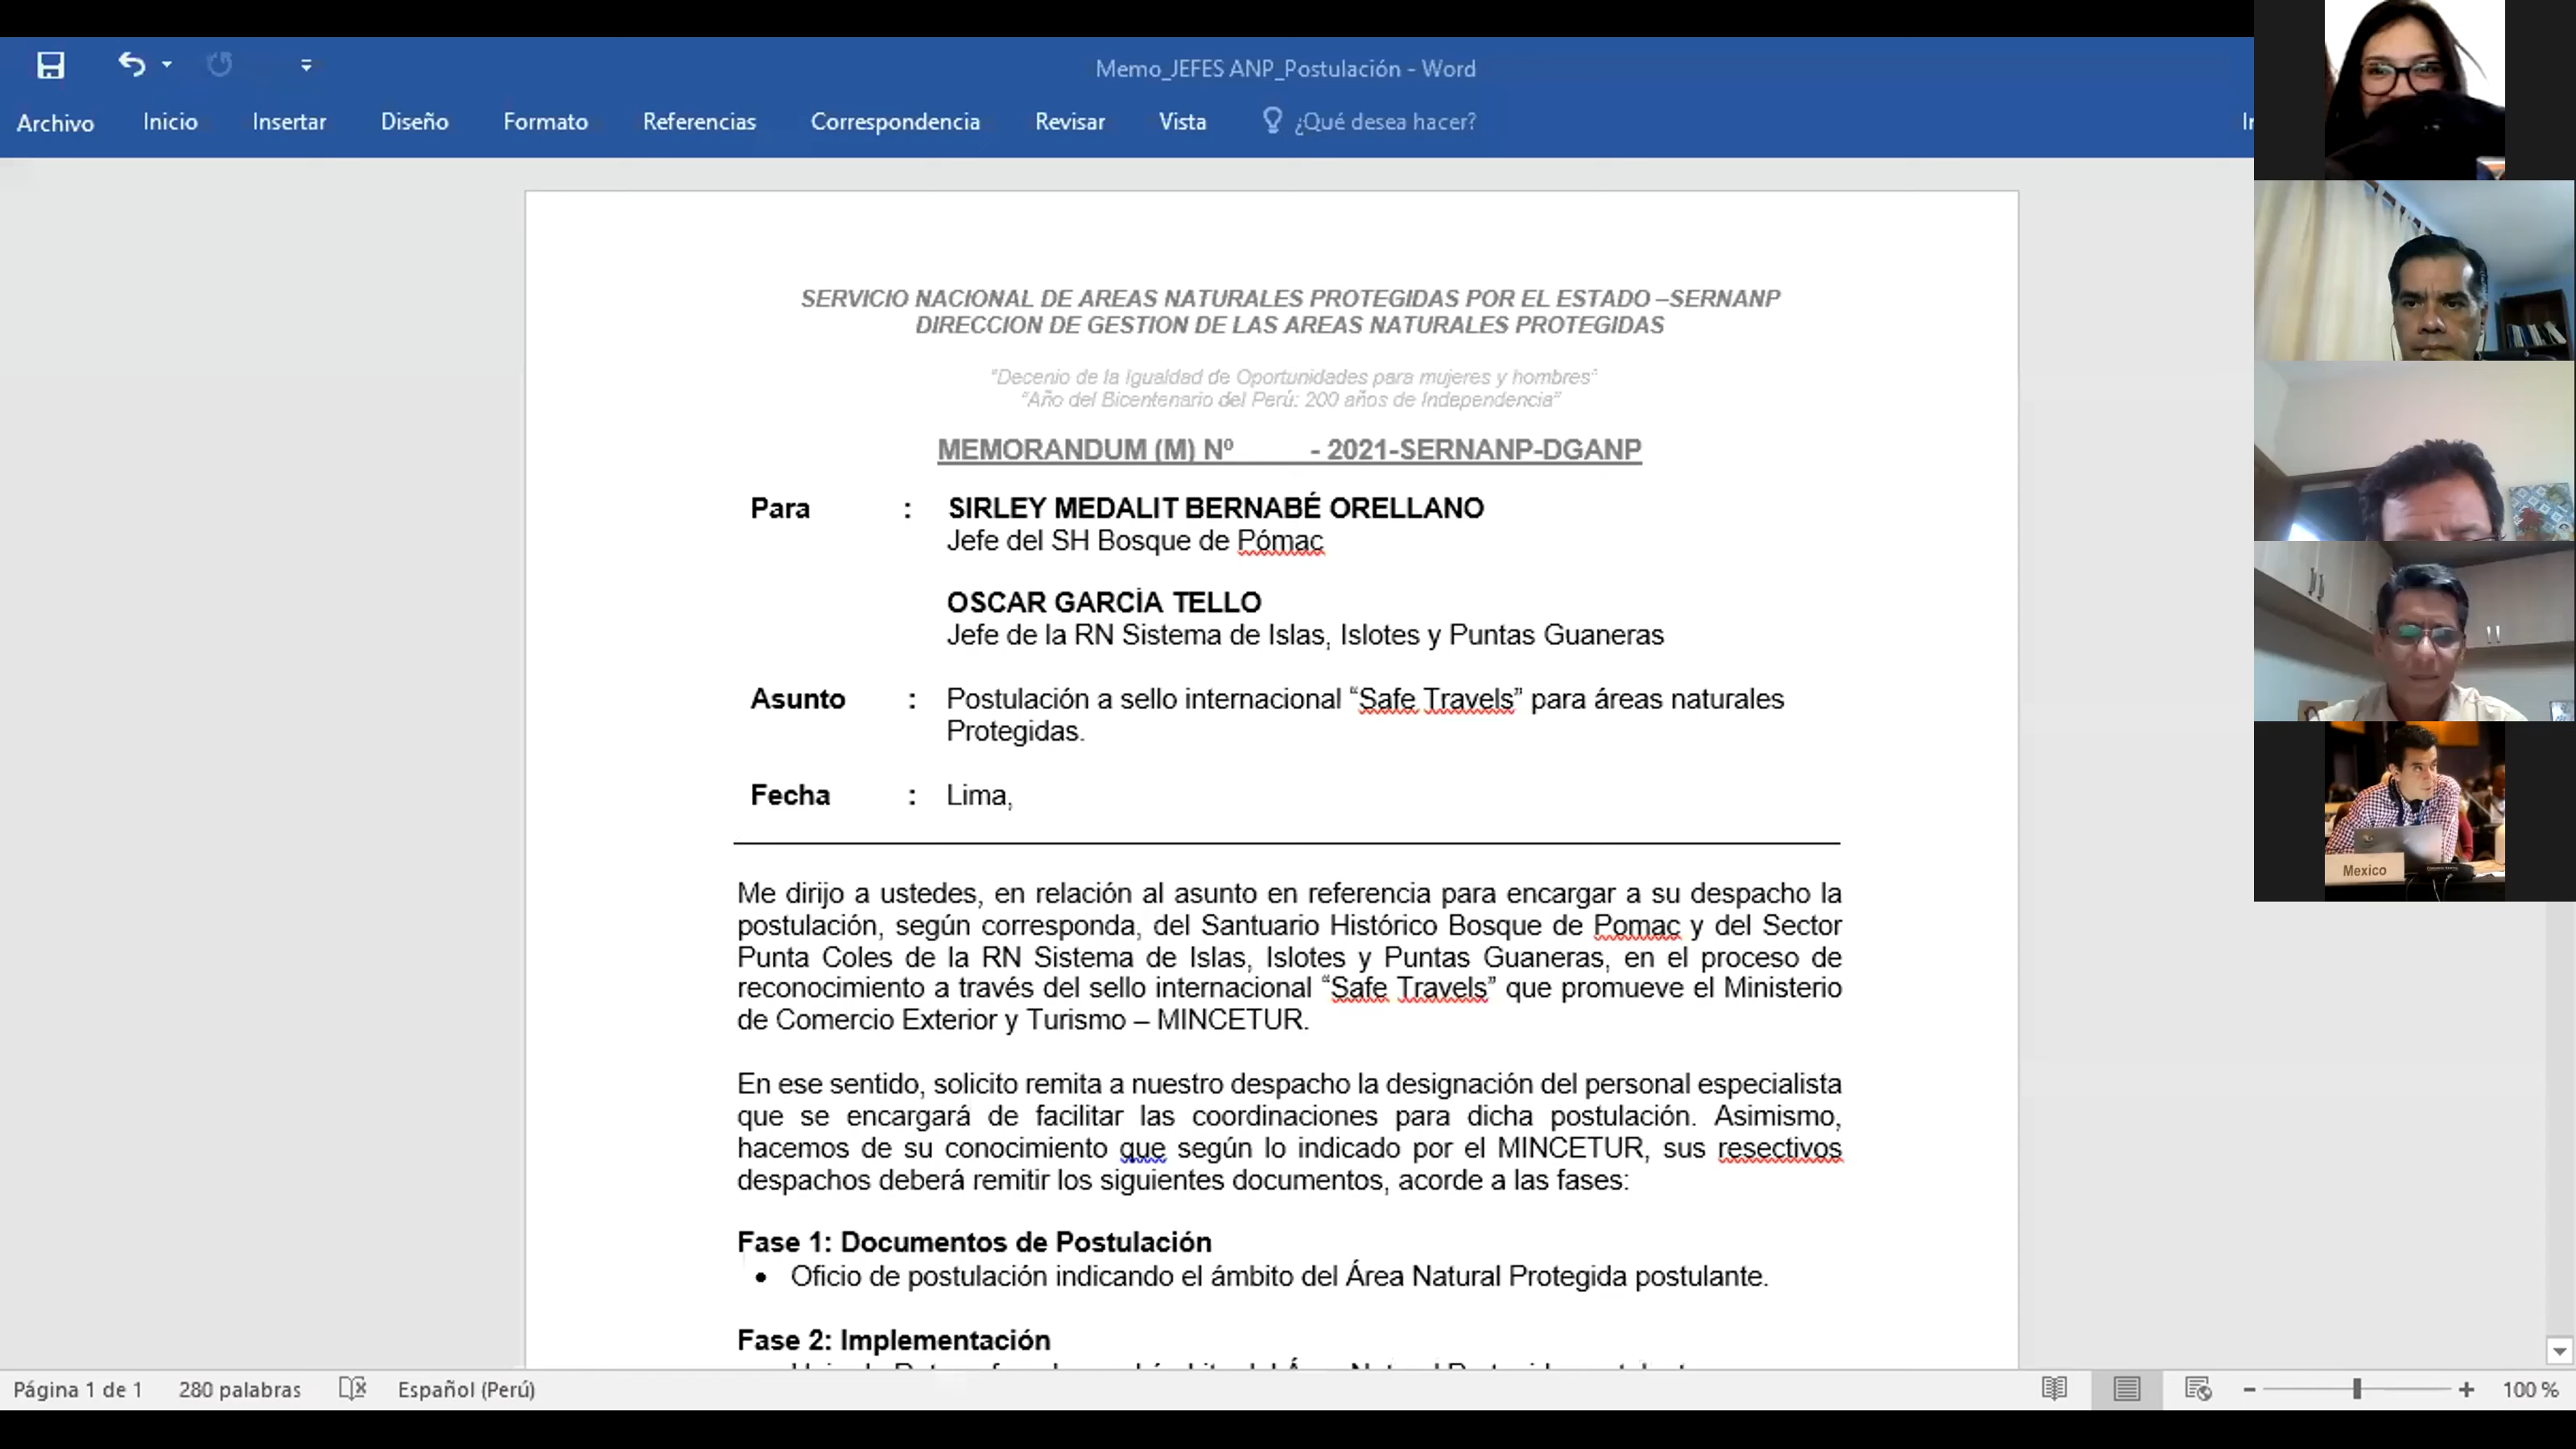 Memo_JEFES ANP_Postulación - Word
Archivo Inicio Insertar Diseño Formato Referencias Correspondencia Revisar Vista ¿Qué desea hacer?
SERVICIO NACIONAL DE AREAS NATURALES PROTEGIDAS POR EL ESTADO –SERNANP
DIRECCION DE GESTION DE LAS AREAS NATURALES PROTEGIDAS
"Decenio de la Igualdad de Oportunidades para mujeres y hombres"
"Año del Bicentenario del Perú: 200 años de Independencia"
MEMORANDUM (M) Nº - 2021-SERNANP-DGANP
Para : SIRLEY MEDALIT BERNABÉ ORELLANO
Jefe del SH Bosque de Pómac
OSCAR GARCÍA TELLO
Jefe de la RN Sistema de Islas, Islotes y Puntas Guaneras
Asunto : Postulación a sello internacional “Safe Travels” para áreas naturales
Protegidas.
Fecha : Lima,
Me dirijo a ustedes, en relación al asunto en referencia para encargar a su despacho la
postulación, según corresponda, del Santuario Histórico Bosque de Pomac y del Sector
Punta Coles de la RN Sistema de Islas, Islotes y Puntas Guaneras, en el proceso de
reconocimiento a través del sello internacional “Safe Travels” que promueve el Ministerio
de Comercio Exterior y Turismo – MINCETUR.
En ese sentido, solicito remita a nuestro despacho la designación del personal especialista
que se encargará de facilitar las coordinaciones para dicha postulación. Asimismo,
hacemos de su conocimiento que según lo indicado por el MINCETUR, sus resectivos
despachos deberá remitir los siguientes documentos, acorde a las fases:
Fase 1: Documentos de Postulación
• Oficio de postulación indicando el ámbito del Área Natural Protegida postulante.
Fase 2: Implementación
Página 1 de 1 280 palabras Español (Perú) 100 %
Mexico